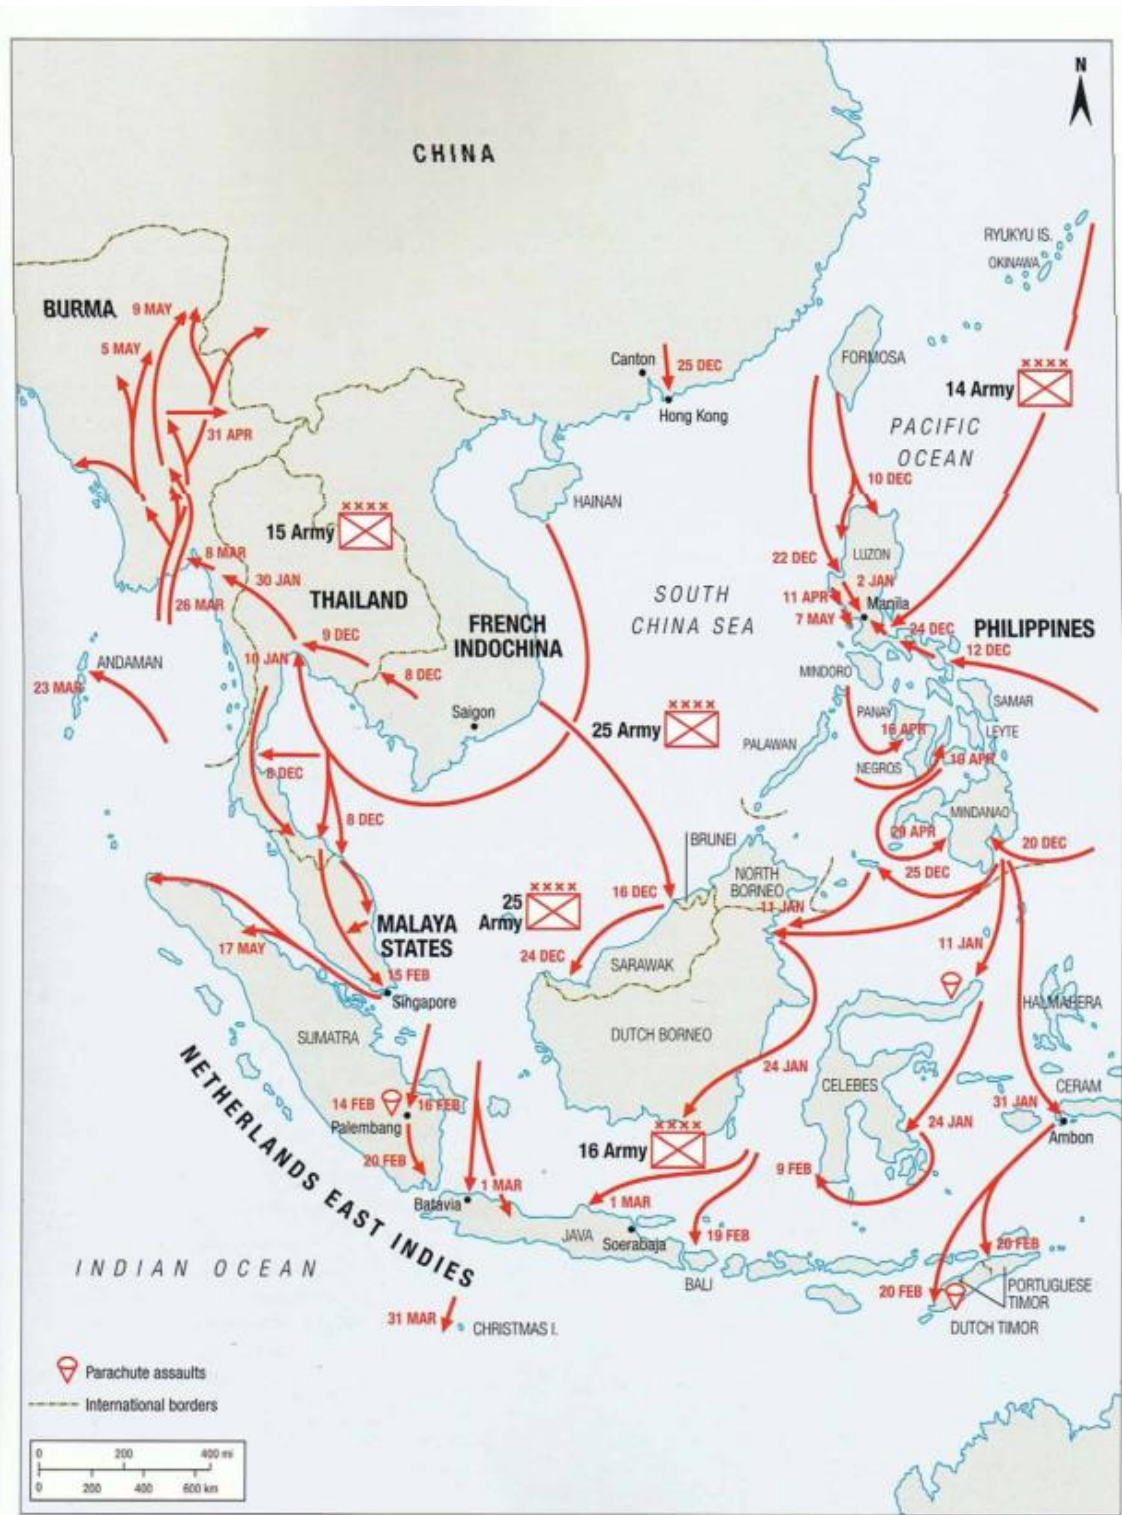 N
CHINA
RYUKYU IS.
OKINAWA
BURMA
9 MAY
5 MAY
31 APR
Canton
25 DEC
Hong Kong
FORMOSA
14 Army
PACIFIC
OCEAN
10 DEC
HAINAN
15 Army
8 MAR
30 JAN
26 MAR
THAILAND
9 DEC
10 JAN
8 DEC
FRENCH
INDOCHINA
Saigon
SOUTH
CHINA SEA
22 DEC
LUZON
2 JAN
11 APR
Manila
7 MAY
24 DEC
PHILIPPINES
12 DEC
ANDAMAN
23 MAR
MINDORO
SAMAR
PANAY
16 APR
LEYTE
25 Army
PALAWAN
NEGROS
10 APR
8 DEC
8 DEC
MINDANAO
29 APR
20 DEC
25 DEC
BRUNEI
NORTH
BORNEO
11 JAN
16 DEC
25
Army
24 DEC
SARAWAK
MALAYA
STATES
17 MAY
15 FEB
Singapore
11 JAN
HALMAHERA
SUMATRA
DUTCH BORNEO
24 JAN
CELEBES
CERAM
31 JAN
Ambon
24 JAN
14 FEB
16 FEB
Palembang
20 FEB
16 Army
9 FEB
NETHERLANDS EAST INDIES
1 MAR
Batavia
1 MAR
JAVA
Soerabaja
19 FEB
BALI
20 FEB
20 FEB
PORTUGUESE
TIMOR
DUTCH TIMOR
INDIAN OCEAN
31 MAR
CHRISTMAS I.
Parachute assaults
International borders
0 200 400 mi
0 200 400 600 km